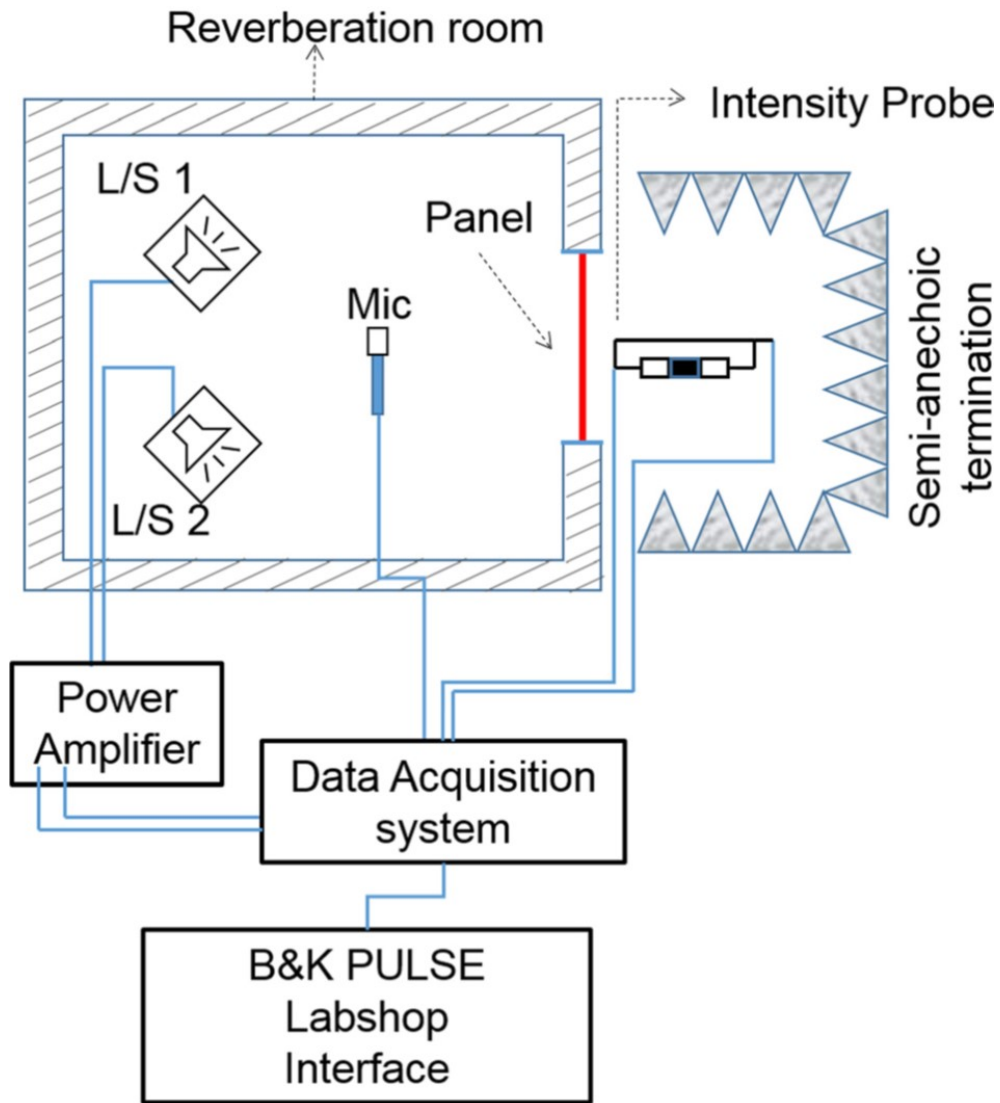 Reverberation room
Intensity Probe
L/S 1
Panel
Mic
L/S 2
Semi-anechoic
termination
Power
Amplifier
Data Acquisition
system
B&K PULSE
Labshop
Interface